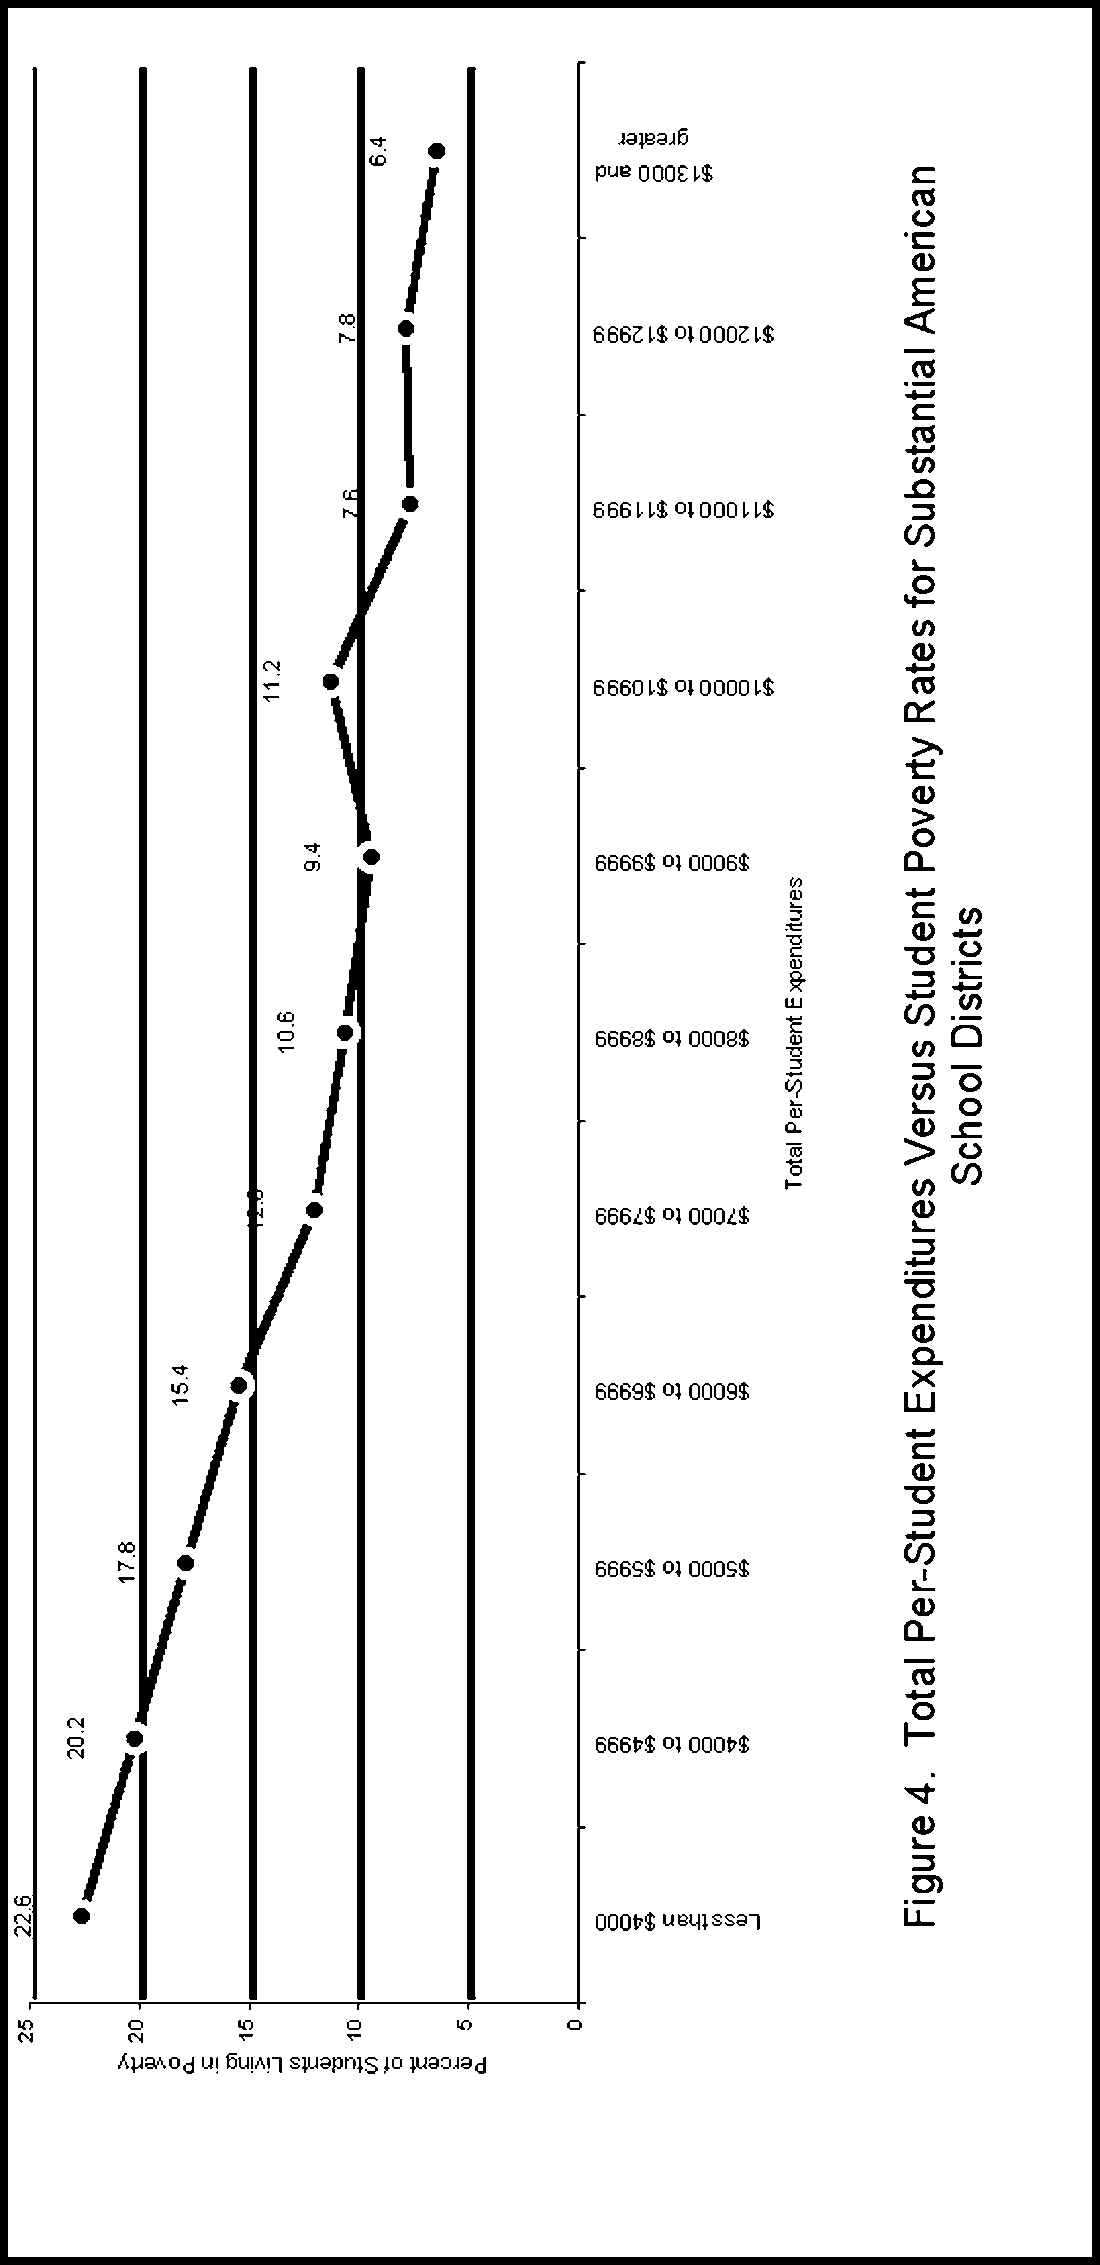 Percent of Students Living in Poverty
25
20
15
10
5
0
22.6
20.2
17.8
15.4
10.6
9.4
11.2
7.6
7.8
6.4
Less than $4000
$4000 to $4999
$5000 to $5999
$6000 to $6999
$7000 to $7999
$8000 to $8999
$9000 to $9999
$10000 to $10999
$11000 to $11999
$12000 to $12999
$13000 and
greater
Total Per-Student Expenditures
Figure 4. Total Per-Student Expenditures Versus Student Poverty Rates for Substantial American
School Districts